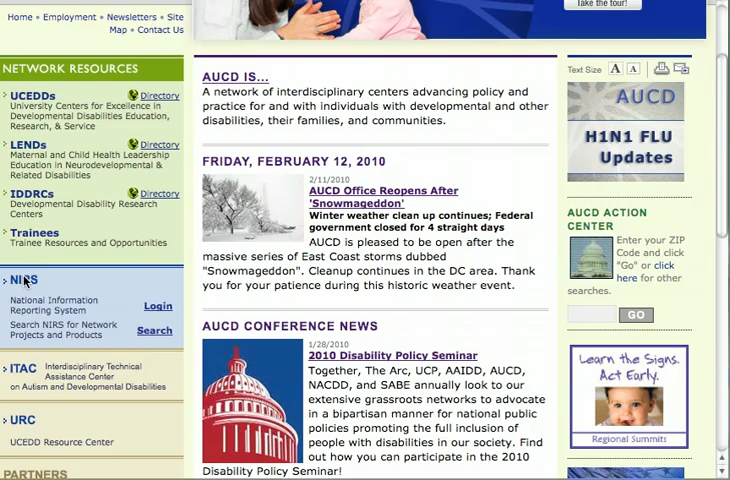 Home • Employment • Newsletters • Site
Map • Contact Us
Take the tour!
NETWORK RESOURCES
UCEDDs Directory
University Centers for Excellence in
Developmental Disabilities Education,
Research, & Service
LENDs Directory
Maternal and Child Health Leadership
Education in Neurodevelopmental &
Related Disabilities
IDDRCs Directory
Developmental Disability Research
Centers
Trainees
Trainee Resources and Opportunities
NIRS
National Information
Reporting System Login
Search NIRS for Network
Projects and Products Search
ITAC Interdisciplinary Technical
Assistance Center
on Autism and Developmental Disabilities
URC
UCEDD Resource Center
PARTNERS
AUCD IS...
A network of interdisciplinary centers advancing policy and
practice for and with individuals with developmental and other
disabilities, their families, and communities.
FRIDAY, FEBRUARY 12, 2010
2/11/2010
AUCD Office Reopens After
'Snowmageddon'
Winter weather clean up continues; Federal
government closed for 4 straight days
AUCD is pleased to be open after the
massive series of East Coast storms dubbed
"Snowmageddon". Cleanup continues in the DC area. Thank
you for your patience during this historic weather event.
AUCD CONFERENCE NEWS
1/28/2010
2010 Disability Policy Seminar
Together, The Arc, UCP, AAIDD, AUCD,
NACDD, and SABE annually look to our
extensive grassroots networks to advocate
in a bipartisan manner for national public
policies promoting the full inclusion of
people with disabilities in our society. Find
out how you can participate in the 2010
Disability Policy Seminar!
Text Size A A
AUCD
H1N1 FLU
Updates
AUCD ACTION
CENTER
Enter your ZIP
Code and click
"Go" or click
here for other
searches.
GO
Learn the Signs.
Act Early.
Regional Summits